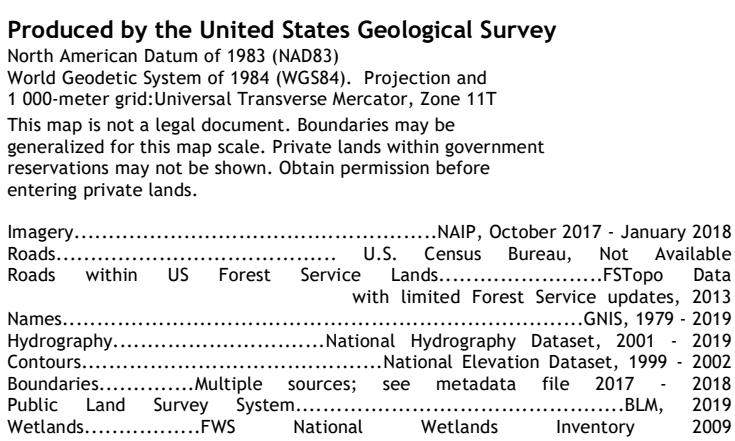 Produced by the United States Geological Survey
North American Datum of 1983 (NAD83)
World Geodetic System of 1984 (WGS84). Projection and
1 000-meter grid:Universal Transverse Mercator, Zone 11T
This map is not a legal document. Boundaries may be
generalized for this map scale. Private lands within government
reservations may not be shown. Obtain permission before
entering private lands.
Imagery.....................................................NAIP, October 2017 - January 2018
Roads......................................... U.S. Census Bureau, Not Available
Roads within US Forest Service Lands........................FSTopo Data
with limited Forest Service updates, 2013
Names............................................................................GNIS, 1979 - 2019
Hydrography...............................National Hydrography Dataset, 2001 - 2019
Contours............................................National Elevation Dataset, 1999 - 2002
Boundaries..............Multiple sources; see metadata file 2017 - 2018
Public Land Survey System................................................BLM, 2019
Wetlands.................FWS National Wetlands Inventory 2009